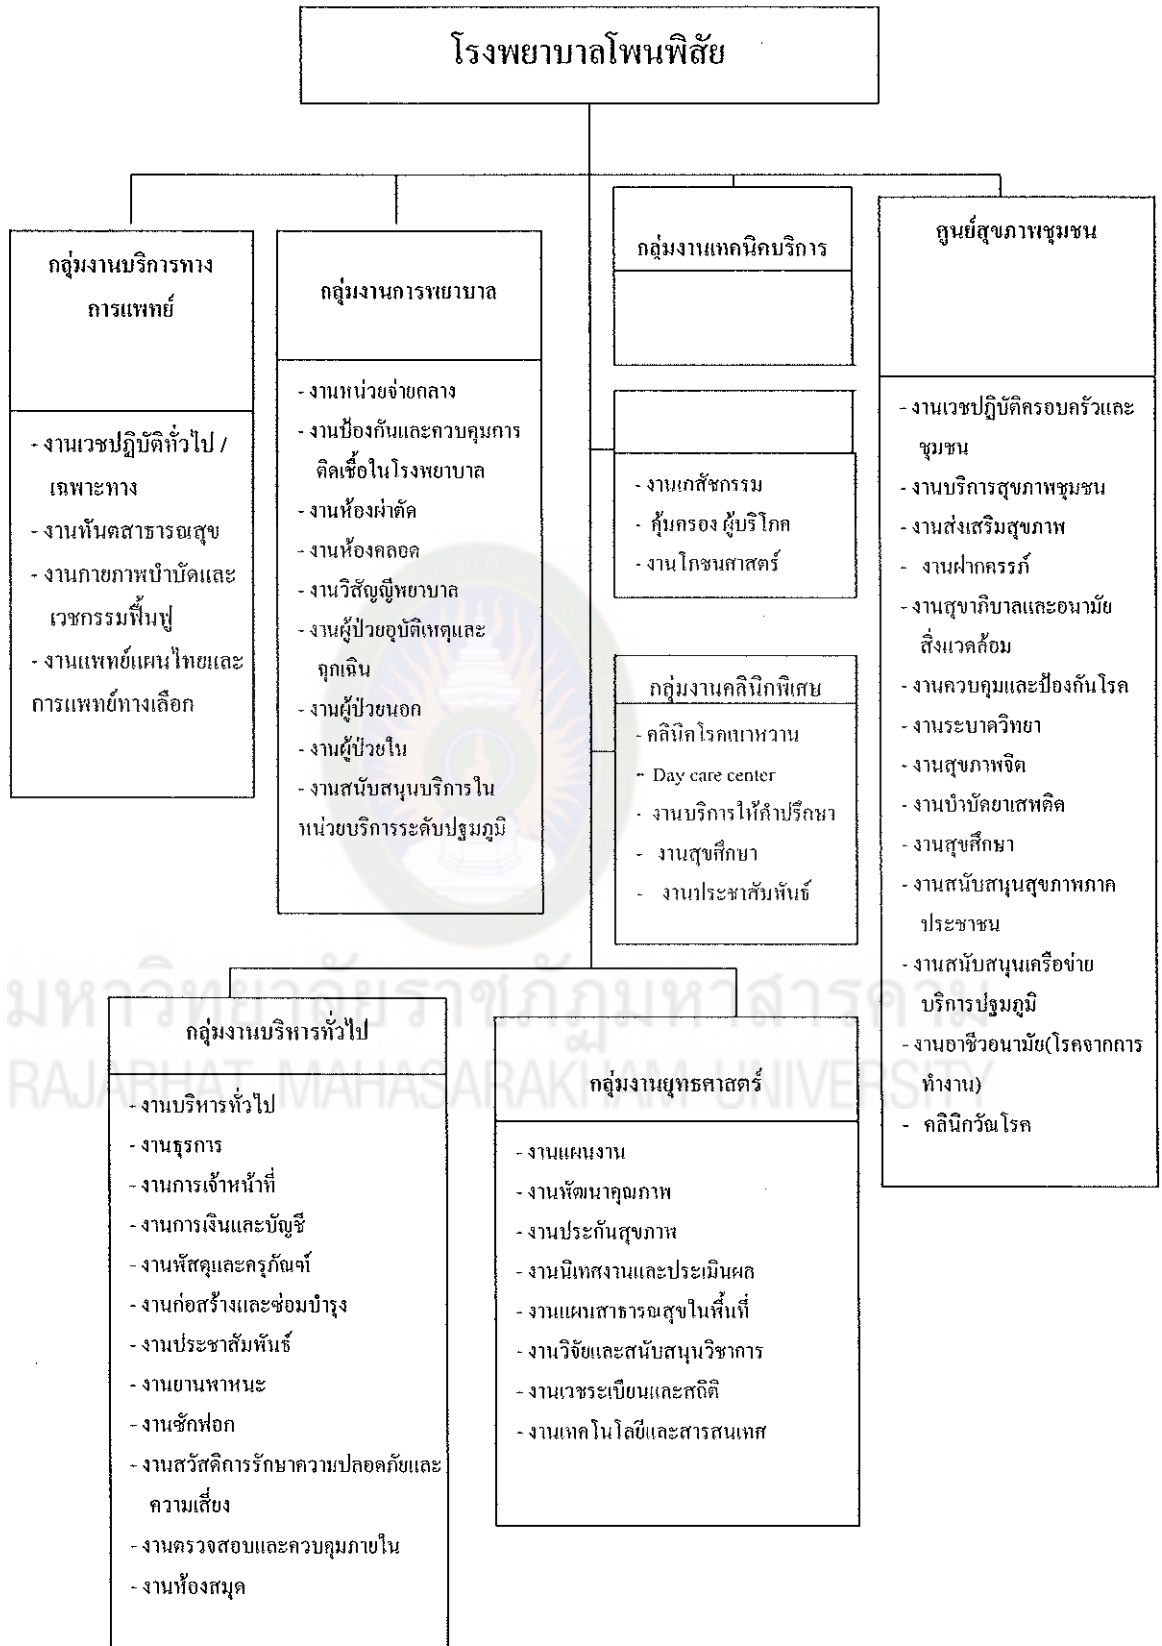 โรงพยาบาลโพนพิสัย
กลุ่มงานบริการทาง
การแพทย์
- งานเวชปฏิบัติทั่วไป /
เฉพาะทาง
- งานทันตสาธารณสุข
- งานกายภาพบำบัดและ
เวชกรรมฟื้นฟู
- งานแพทย์แผนไทยและ
การแพทย์ทางเลือก
กลุ่มงานการพยาบาล
- งานหน่วยจ่ายกลาง
- งานป้องกันและควบคุมการ
ติดเชื้อในโรงพยาบาล
- งานห้องผ่าตัด
- งานห้องคลอด
- งานวิสัญญีพยาบาล
- งานผู้ป่วยอุบัติเหตุและ
ฉุกเฉิน
- งานผู้ป่วยนอก
- งานผู้ป่วยใน
- งานสนับสนุนบริการใน
หน่วยบริการระดับปฐมภูมิ
กลุ่มงานเทคนิคบริการ
- งานเภสัชกรรม
- คุ้มครอง ผู้บริโภค
- งานโภชนศาสตร์
กลุ่มงานคลินิกพิเศษ
- คลินิคโรคเบาหวาน
- Day care center
- งานบริการให้คำปรึกษา
- งานสุขศึกษา
- งานประชาสัมพันธ์
ศูนย์สุขภาพชุมชน
- งานเวชปฏิบัติครอบครัวและ
ชุมชน
- งานบริการสุขภาพชุมชน
- งานส่งเสริมสุขภาพ
- งานฝากครรภ์
- งานสุขาภิบาลและอนามัย
สิ่งแวดล้อม
- งานควบคุมและป้องกันโรค
- งานระบาดวิทยา
- งานสุขภาพจิต
- งานบำบัดยาเสพติด
- งานสุขศึกษา
- งานสนับสนุนสุขภาพภาค
ประชาชน
- งานสนับสนุนเครือข่าย
บริการปฐมภูมิ
- งานอาชีวอนามัย(โรคจากการ
ทำงาน)
- คลินิกวัณโรค
มหาวิทยาลัยราชภัฏมหาสารคาม
RAJABHAT MAHASARAKHAM UNIVERSITY
กลุ่มงานบริหารทั่วไป
- งานบริหารทั่วไป
- งานธุรการ
- งานการเจ้าหน้าที่
- งานการเงินและบัญชี
- งานพัสดุและครุภัณฑ์
- งานก่อสร้างและซ่อมบำรุง
- งานประชาสัมพันธ์
- งานยานพาหนะ
- งานซักฟอก
- งานสวัสดิการรักษาความปลอดภัยและ
ความเสี่ยง
- งานตรวจสอบและควบคุมภายใน
- งานห้องสมุด
กลุ่มงานยุทธศาสตร์
- งานแผนงาน
- งานพัฒนาคุณภาพ
- งานประกันสุขภาพ
- งานนิเทศงานและประเมินผล
- งานแผนสาธารณสุขในพื้นที่
- งานวิจัยและสนับสนุนวิชาการ
- งานเวชระเบียนและสถิติ
- งานเทคโนโลยีและสารสนเทศ